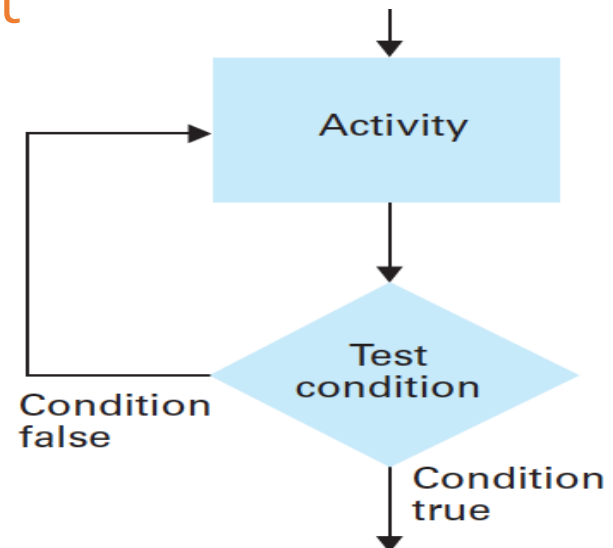 t
Activity
Test
condition
Condition
false
Condition
true